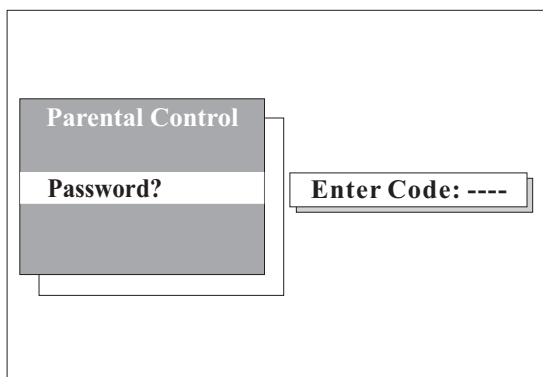 Parental Control
Password?
Enter Code: ----